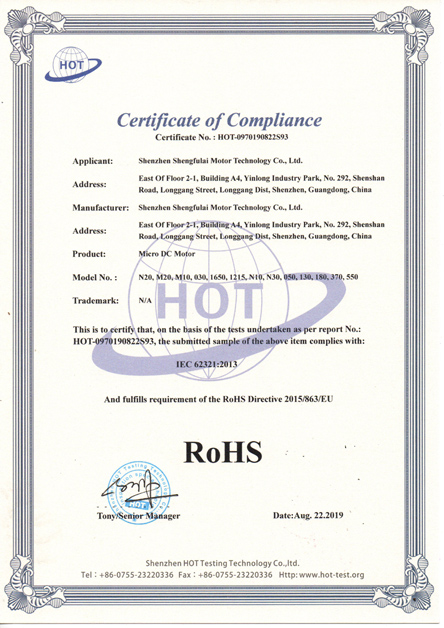 HOT
Certificate of Compliance
Certificate No. : HOT-0970190822S93
Applicant: Shenzhen Shengfulai Motor Technology Co., Ltd.
Address: East Of Floor 2-1, Building A4, Yinlong Industry Park, No. 292, Shenshan
Road, Longgang Street, Longgang Dist, Shenzhen, Guangdong, China
Manufacturer: Shenzhen Shengfulai Motor Technology Co., Ltd.
Address: East Of Floor 2-1, Building A4, Yinlong Industry Park, No. 292, Shenshan
Road, Longgang Street, Longgang Dist, Shenzhen, Guangdong, China
Product: Micro DC Motor
Model No. : N20, M20, M10, 030, 1650, 1215, N10, N30, 050, 130, 180, 370, 550
Trademark: N/A
HOT
This is to certify that, on the basis of the tests undertaken as per report No.:
HOT-0970190822S93, the submitted sample of the above item complies with:
IEC 62321:2013
And fulfills requirement of the RoHS Directive 2015/863/EU
RoHS
Tony/Senior Manager Date:Aug. 22.2019
Shenzhen HOT Testing Technology Co.,ltd.
Tel : +86-0755-23220336 Fax : +86-0755-23220336 Http: www.hot-test.org